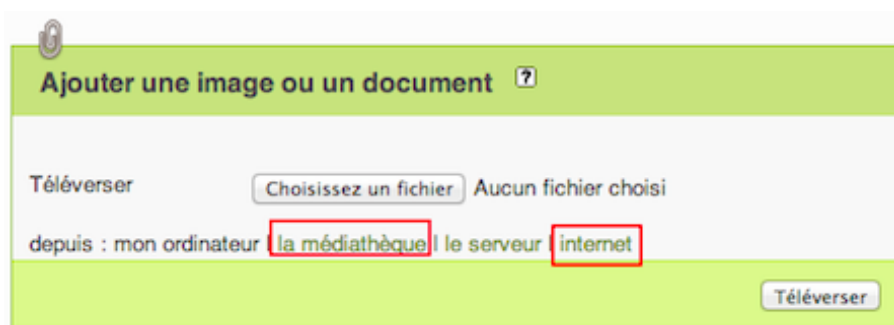 Ajouter une image ou un document ?
Téléverser Choisissez un fichier Aucun fichier choisi
depuis : mon ordinateur | la médiathèque | le serveur | internet
Téléverser